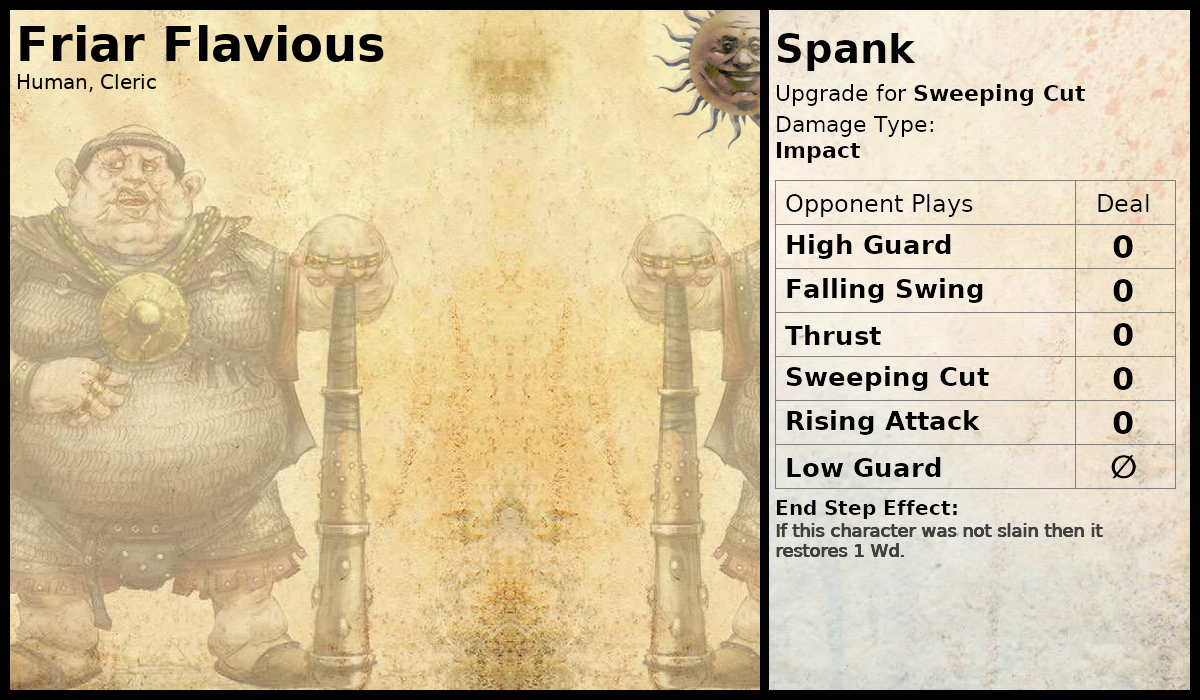 Friar Flavious
Human, Cleric
Spank
Upgrade for Sweeping Cut
Damage Type:
Impact
Opponent Plays Deal
High Guard 0
Falling Swing 0
Thrust 0
Sweeping Cut 0
Rising Attack 0
Low Guard ∅
End Step Effect:
If this character was not slain then it
restores 1 Wd.